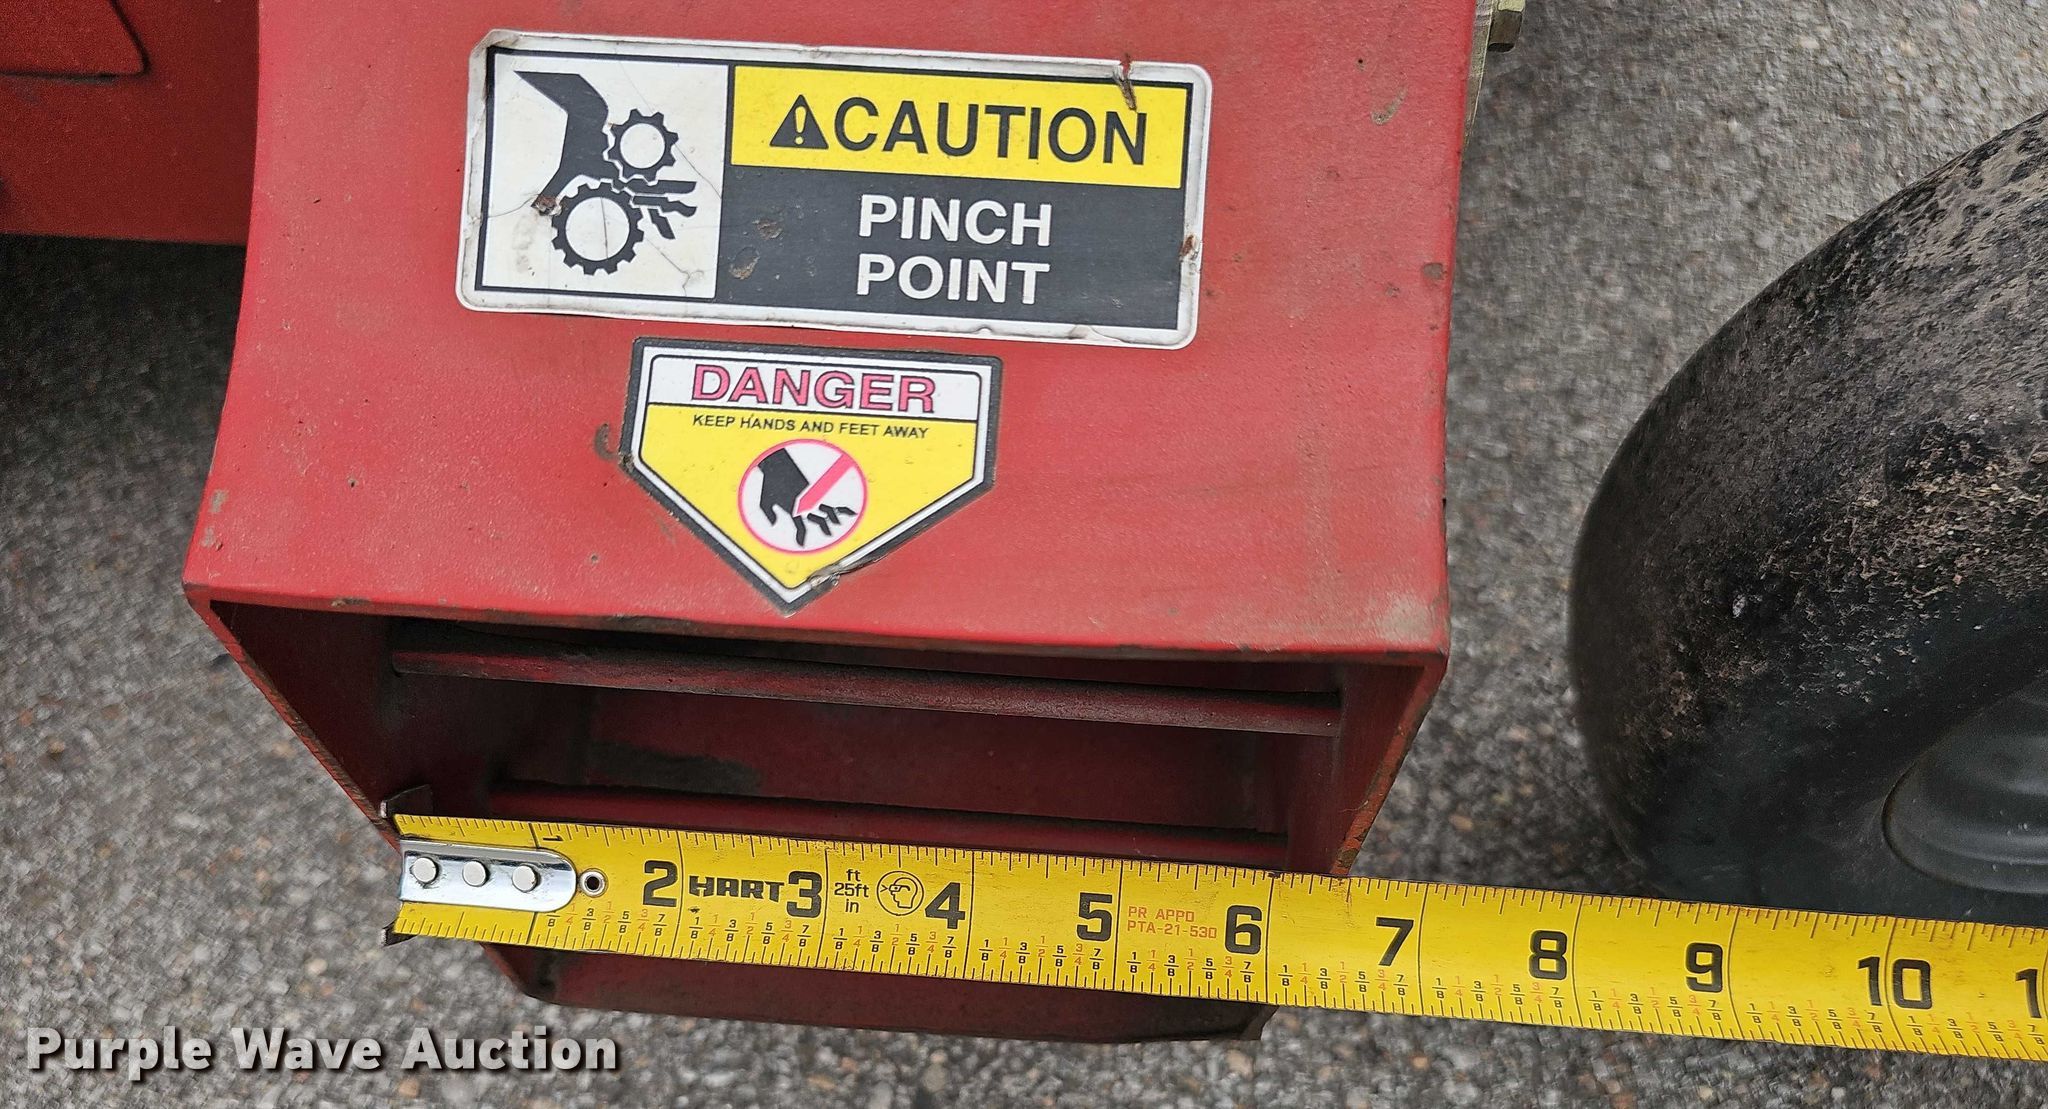 ⚠CAUTION
PINCH
POINT
DANGER
KEEP HANDS AND FEET AWAY
1 2 HART 3 ft 25ft in 4 5 PR APPD PTA-21-530 6 7 8 9 10
Purple Wave Auction